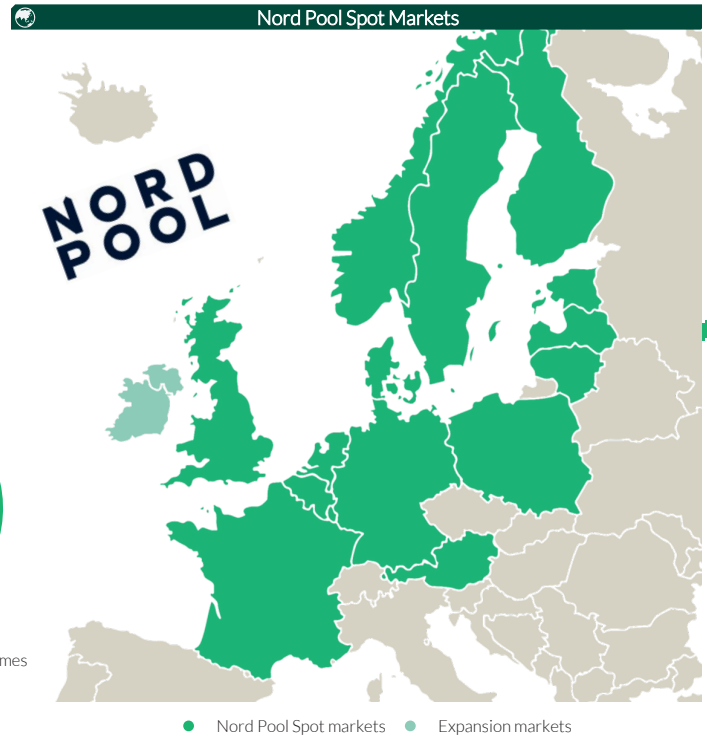 Nord Pool Spot Markets
NORD
POOL
mes
Nord Pool Spot markets
Expansion markets